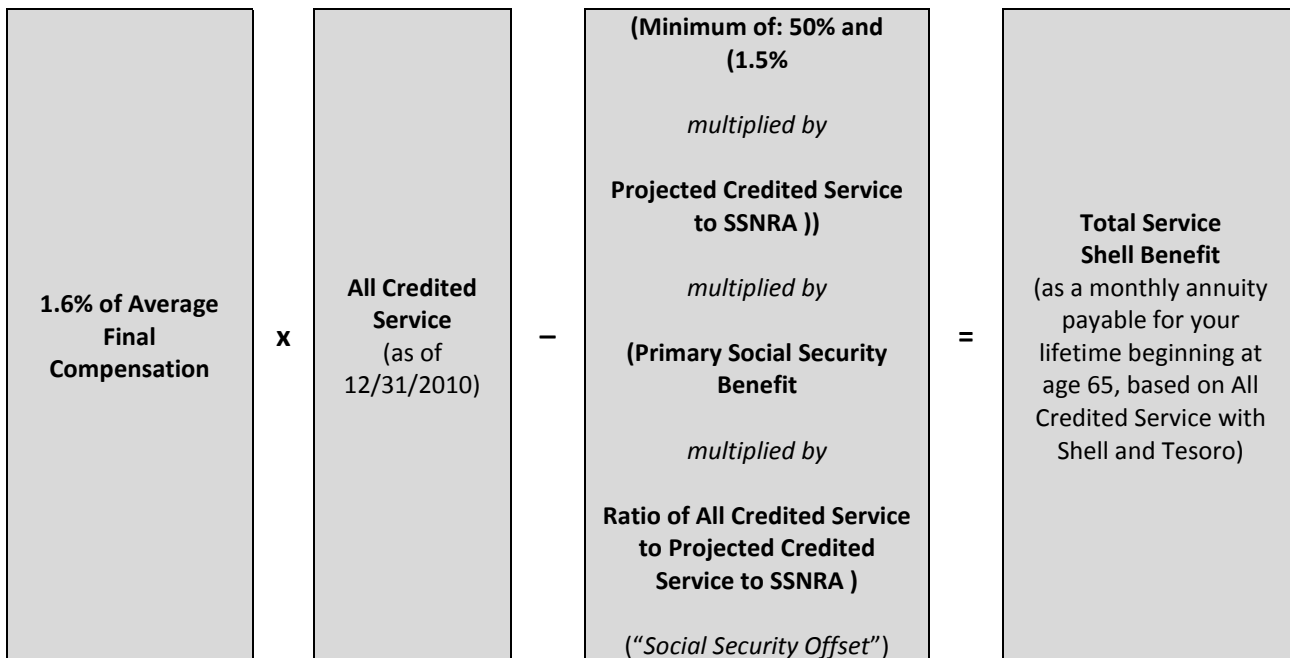 1.6% of Average
Final
Compensation
x
All Credited
Service
(as of
12/31/2010)
–
(Minimum of: 50% and
(1.5%
multiplied by
Projected Credited Service
to SSNRA ))
multiplied by
(Primary Social Security
Benefit
multiplied by
Ratio of All Credited Service
to Projected Credited
Service to SSNRA )
(“Social Security Offset”)
=
Total Service
Shell Benefit
(as a monthly annuity
payable for your
lifetime beginning at
age 65, based on All
Credited Service with
Shell and Tesoro)